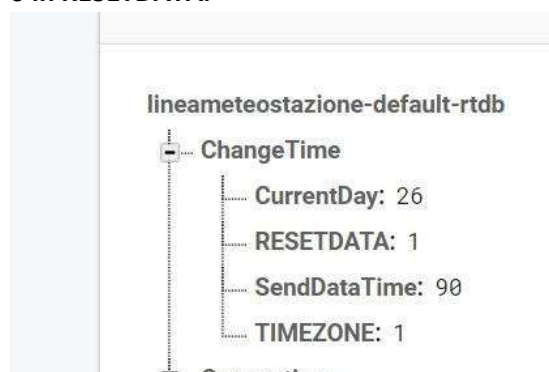 lineameteostazione-default-rtdb
ChangeTime
CurrentDay: 26
RESETDATA: 1
SendDataTime: 90
TIMEZONE: 1